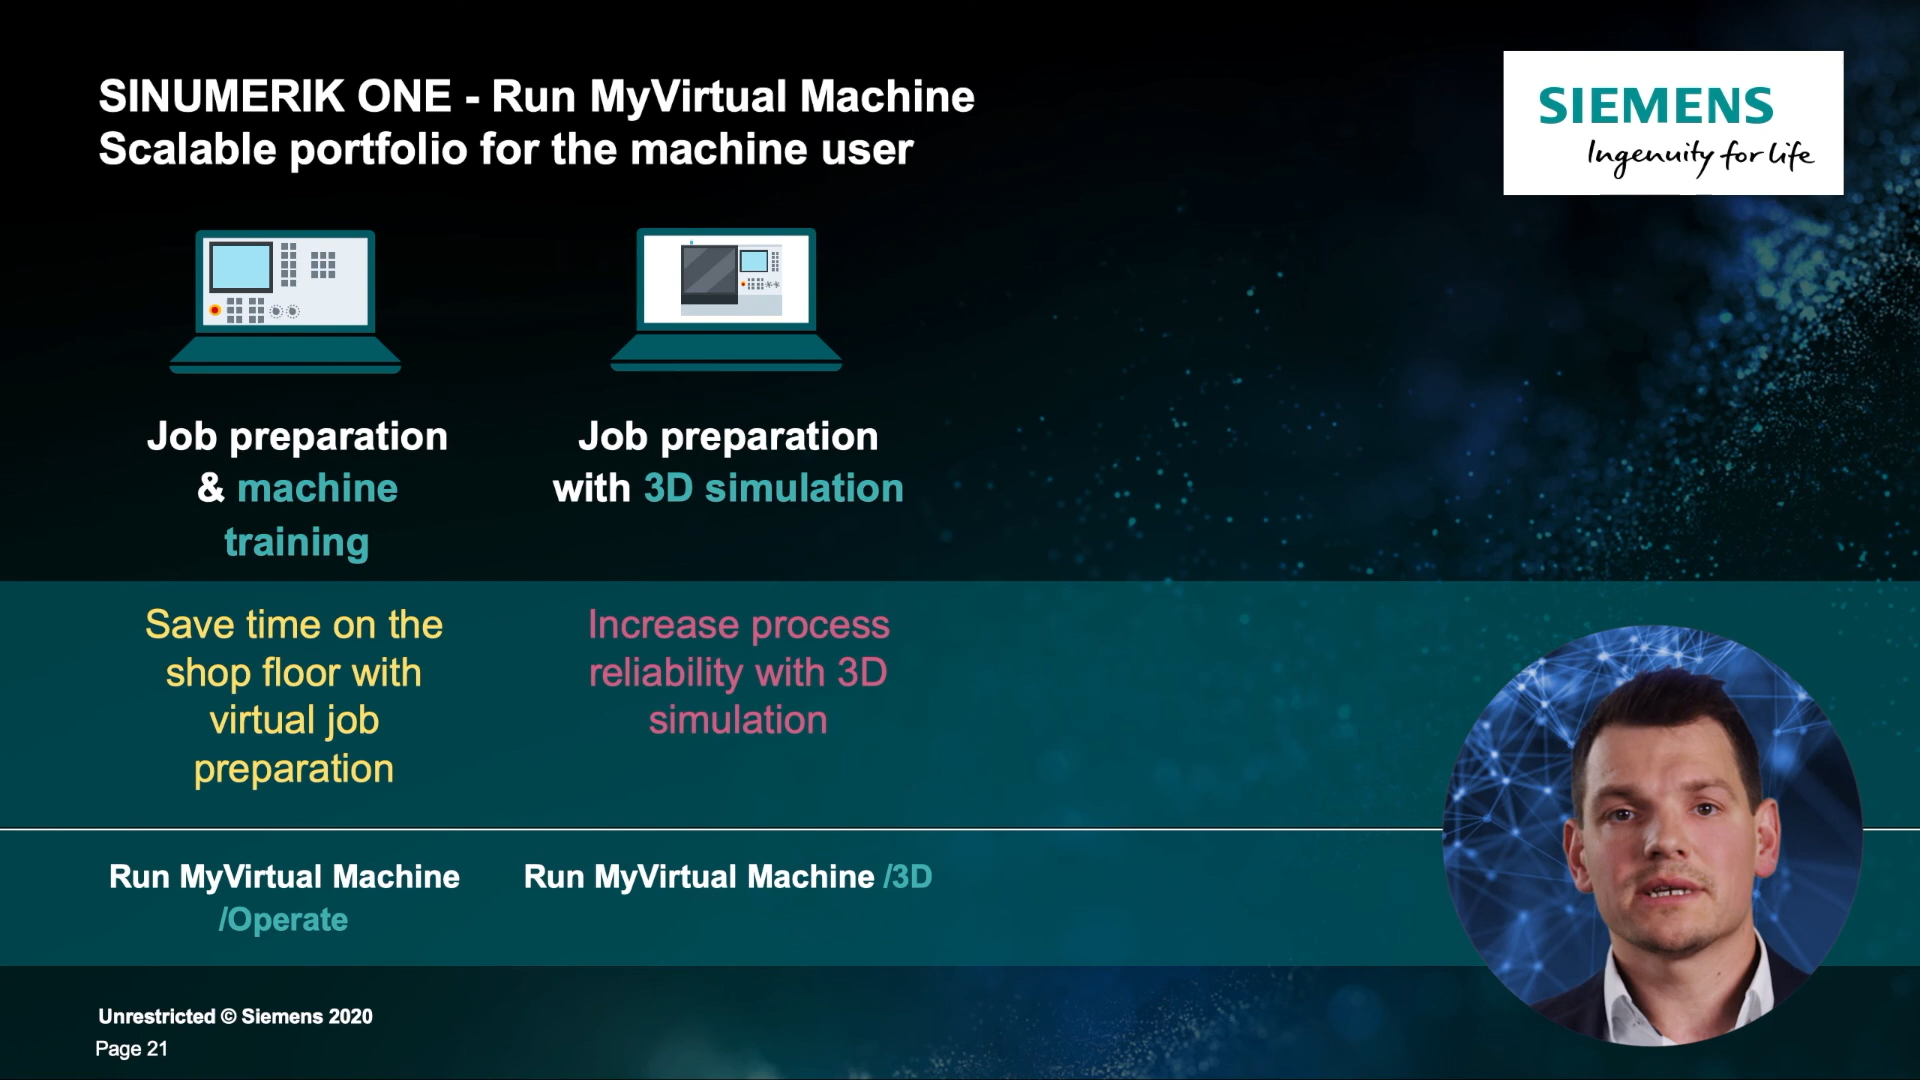 SINUMERIK ONE - Run MyVirtual Machine
Scalable portfolio for the machine user
SIEMENS
Ingenuity for life
Job preparation
& machine
training
Job preparation
with 3D simulation
Save time on the
shop floor with
virtual job
preparation
Increase process
reliability with 3D
simulation
Run MyVirtual Machine
/Operate
Run MyVirtual Machine /3D
Unrestricted © Siemens 2020
Page 21